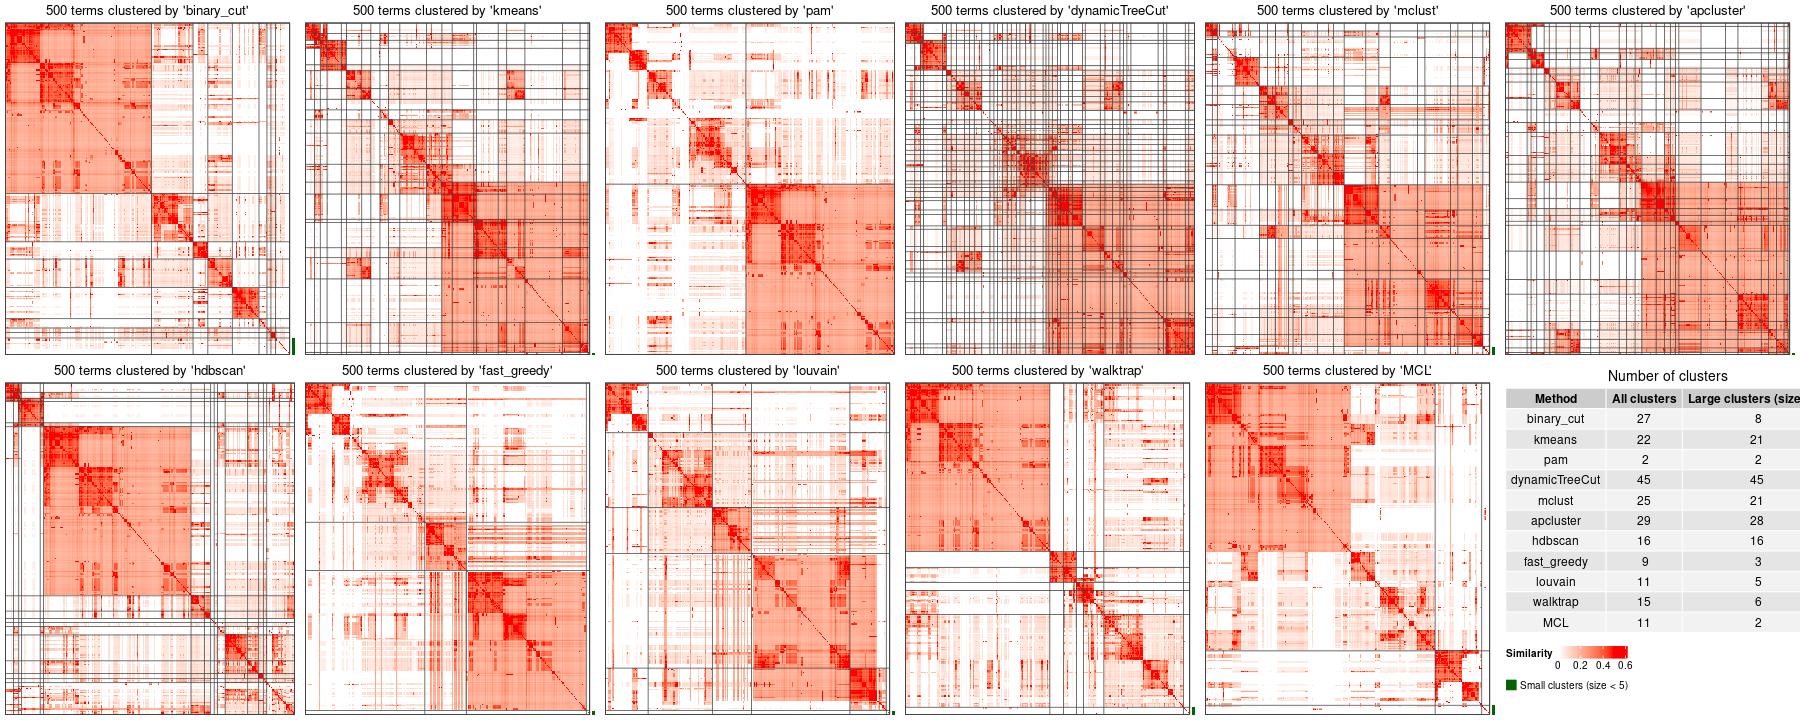 500 terms clustered by 'binary_cut'
500 terms clustered by 'kmeans'
500 terms clustered by 'pam'
500 terms clustered by 'dynamicTreeCut'
500 terms clustered by 'mclust'
500 terms clustered by 'apcluster'
500 terms clustered by 'hdbscan'
500 terms clustered by 'fast_greedy'
500 terms clustered by 'louvain'
500 terms clustered by 'walktrap'
500 terms clustered by 'MCL'
Number of clusters
Method All clusters Large clusters (size
binary_cut 27 8
kmeans 22 21
pam 2 2
dynamicTreeCut 45 45
mclust 25 21
apcluster 29 28
hdbscan 16 16
fast_greedy 9 3
louvain 11 5
walktrap 15 6
MCL 11 2
Similarity
0 0.2 0.4 0.6
Small clusters (size < 5)